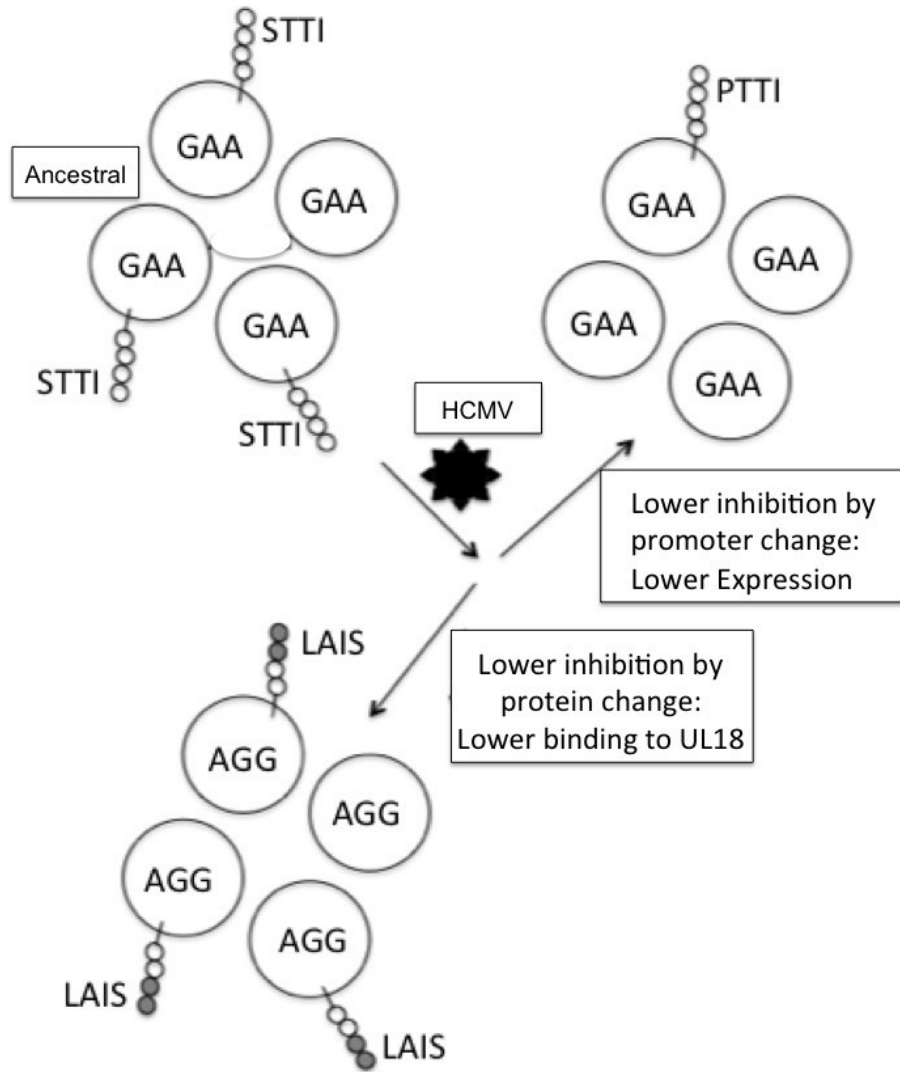 STTI
GAA
Ancestral
GAA
GAA
GAA
STTI
STTI
PTTI
GAA
GAA
GAA
GAA
HCMV
Lower inhibition by
promoter change:
Lower Expression
Lower inhibition by
protein change:
Lower binding to UL18
LAIS
AGG
AGG
AGG
AGG
LAIS
LAIS